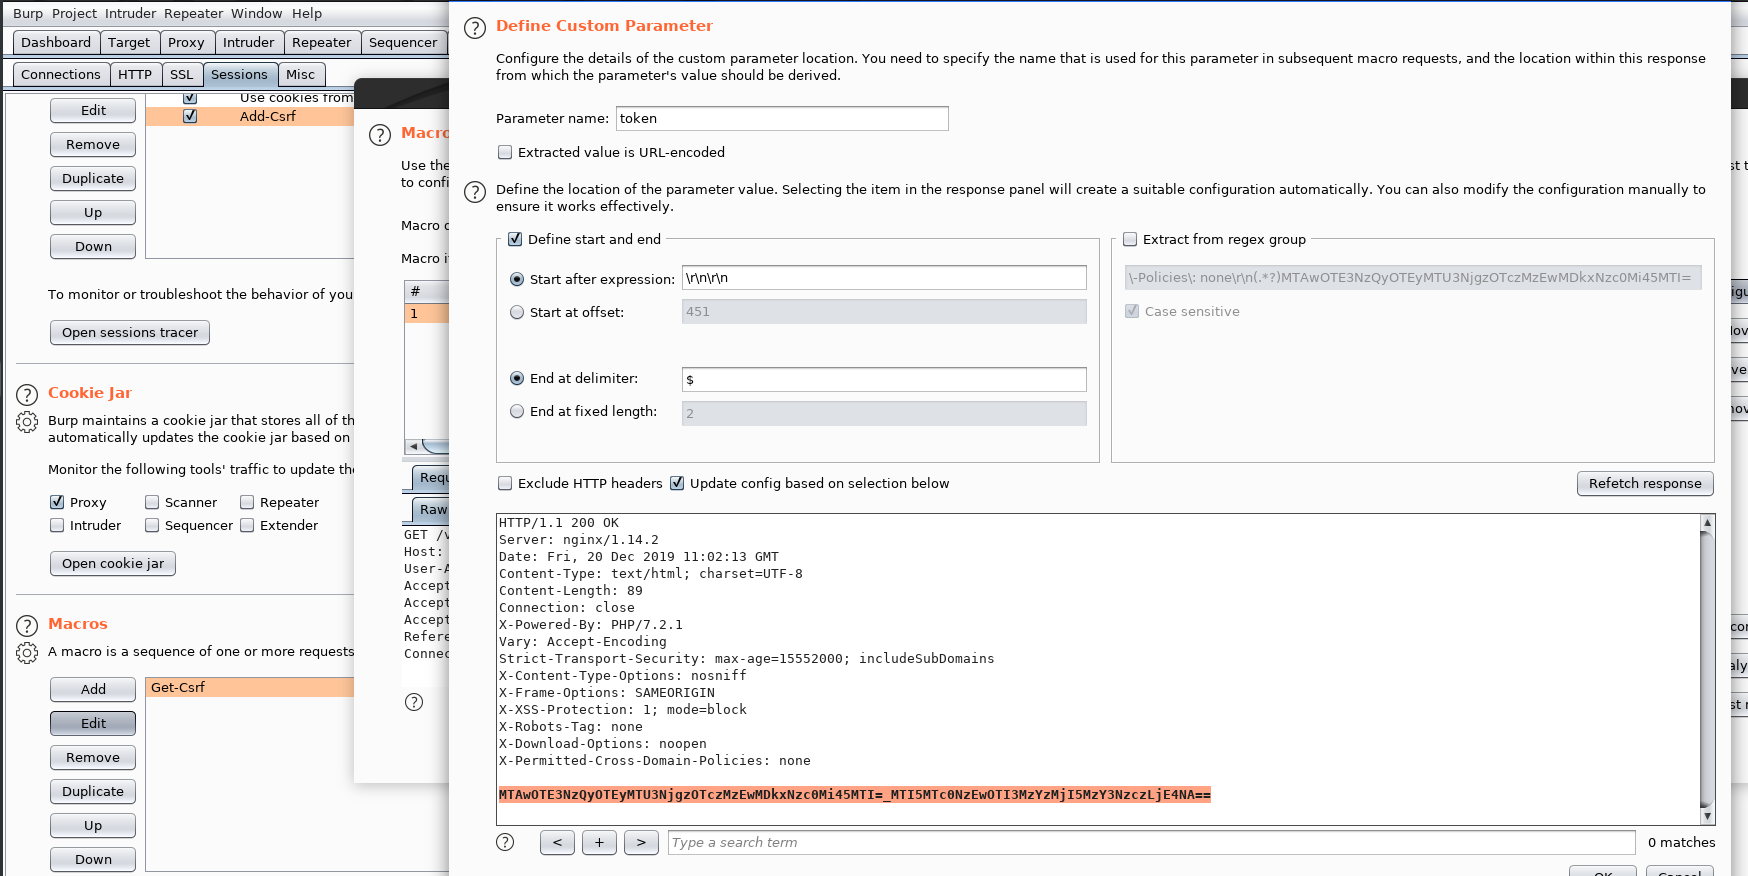 Burp Project Intruder Repeater Window Help
Dashboard Target Proxy Intruder Repeater Sequencer
Connections HTTP SSL Sessions Misc
Edit
Remove
Duplicate
Up
Down
Use cookies from
Add-Csrf
To monitor or troubleshoot the behavior of you
Open sessions tracer
Cookie Jar
Burp maintains a cookie jar that stores all of th
automatically updates the cookie jar based on
Monitor the following tools' traffic to update the
Proxy Scanner Repeater
Intruder Sequencer Extender
Open cookie jar
Macros
A macro is a sequence of one or more requests
Add
Edit
Remove
Duplicate
Up
Down
Get-Csrf
Macro
Use the
to confi
Macro
Macro
#
1
Requ
Raw
GET /v
Host:
User-A
Accept
Accept
Accept
Refere
Connec
Define Custom Parameter
Configure the details of the custom parameter location. You need to specify the name that is used for this parameter in subsequent macro requests, and the location within this response
from which the parameter's value should be derived.
Parameter name: token
Extracted value is URL-encoded
Define the location of the parameter value. Selecting the item in the response panel will create a suitable configuration automatically. You can also modify the configuration manually to
ensure it works effectively.
Define start and end
Start after expression: \r\n\r\n
Start at offset: 451
End at delimiter: $
End at fixed length: 2
Extract from regex group
\-Policies\: none\r\n(.*?)MTAwOTE3NzQyOTEyMTU3NjgzOTczMzEwMDkxNzc0Mi45MTI=
Case sensitive
Exclude HTTP headers Update config based on selection below
Refetch response
HTTP/1.1 200 OK
Server: nginx/1.14.2
Date: Fri, 20 Dec 2019 11:02:13 GMT
Content-Type: text/html; charset=UTF-8
Content-Length: 89
Connection: close
X-Powered-By: PHP/7.2.1
Vary: Accept-Encoding
Strict-Transport-Security: max-age=15552000; includeSubDomains
X-Content-Type-Options: nosniff
X-Frame-Options: SAMEORIGIN
X-XSS-Protection: 1; mode=block
X-Robots-Tag: none
X-Download-Options: noopen
X-Permitted-Cross-Domain-Policies: none
MTAwOTE3NzQyOTEyMTU3NjgzOTczMzEwMDkxNzc0Mi45MTI=_MTI5MTc0NzEwOTI3MzYzMjI5MzY3NzczLjE4NA==
< + > Type a search term 0 matches
OK Cancel